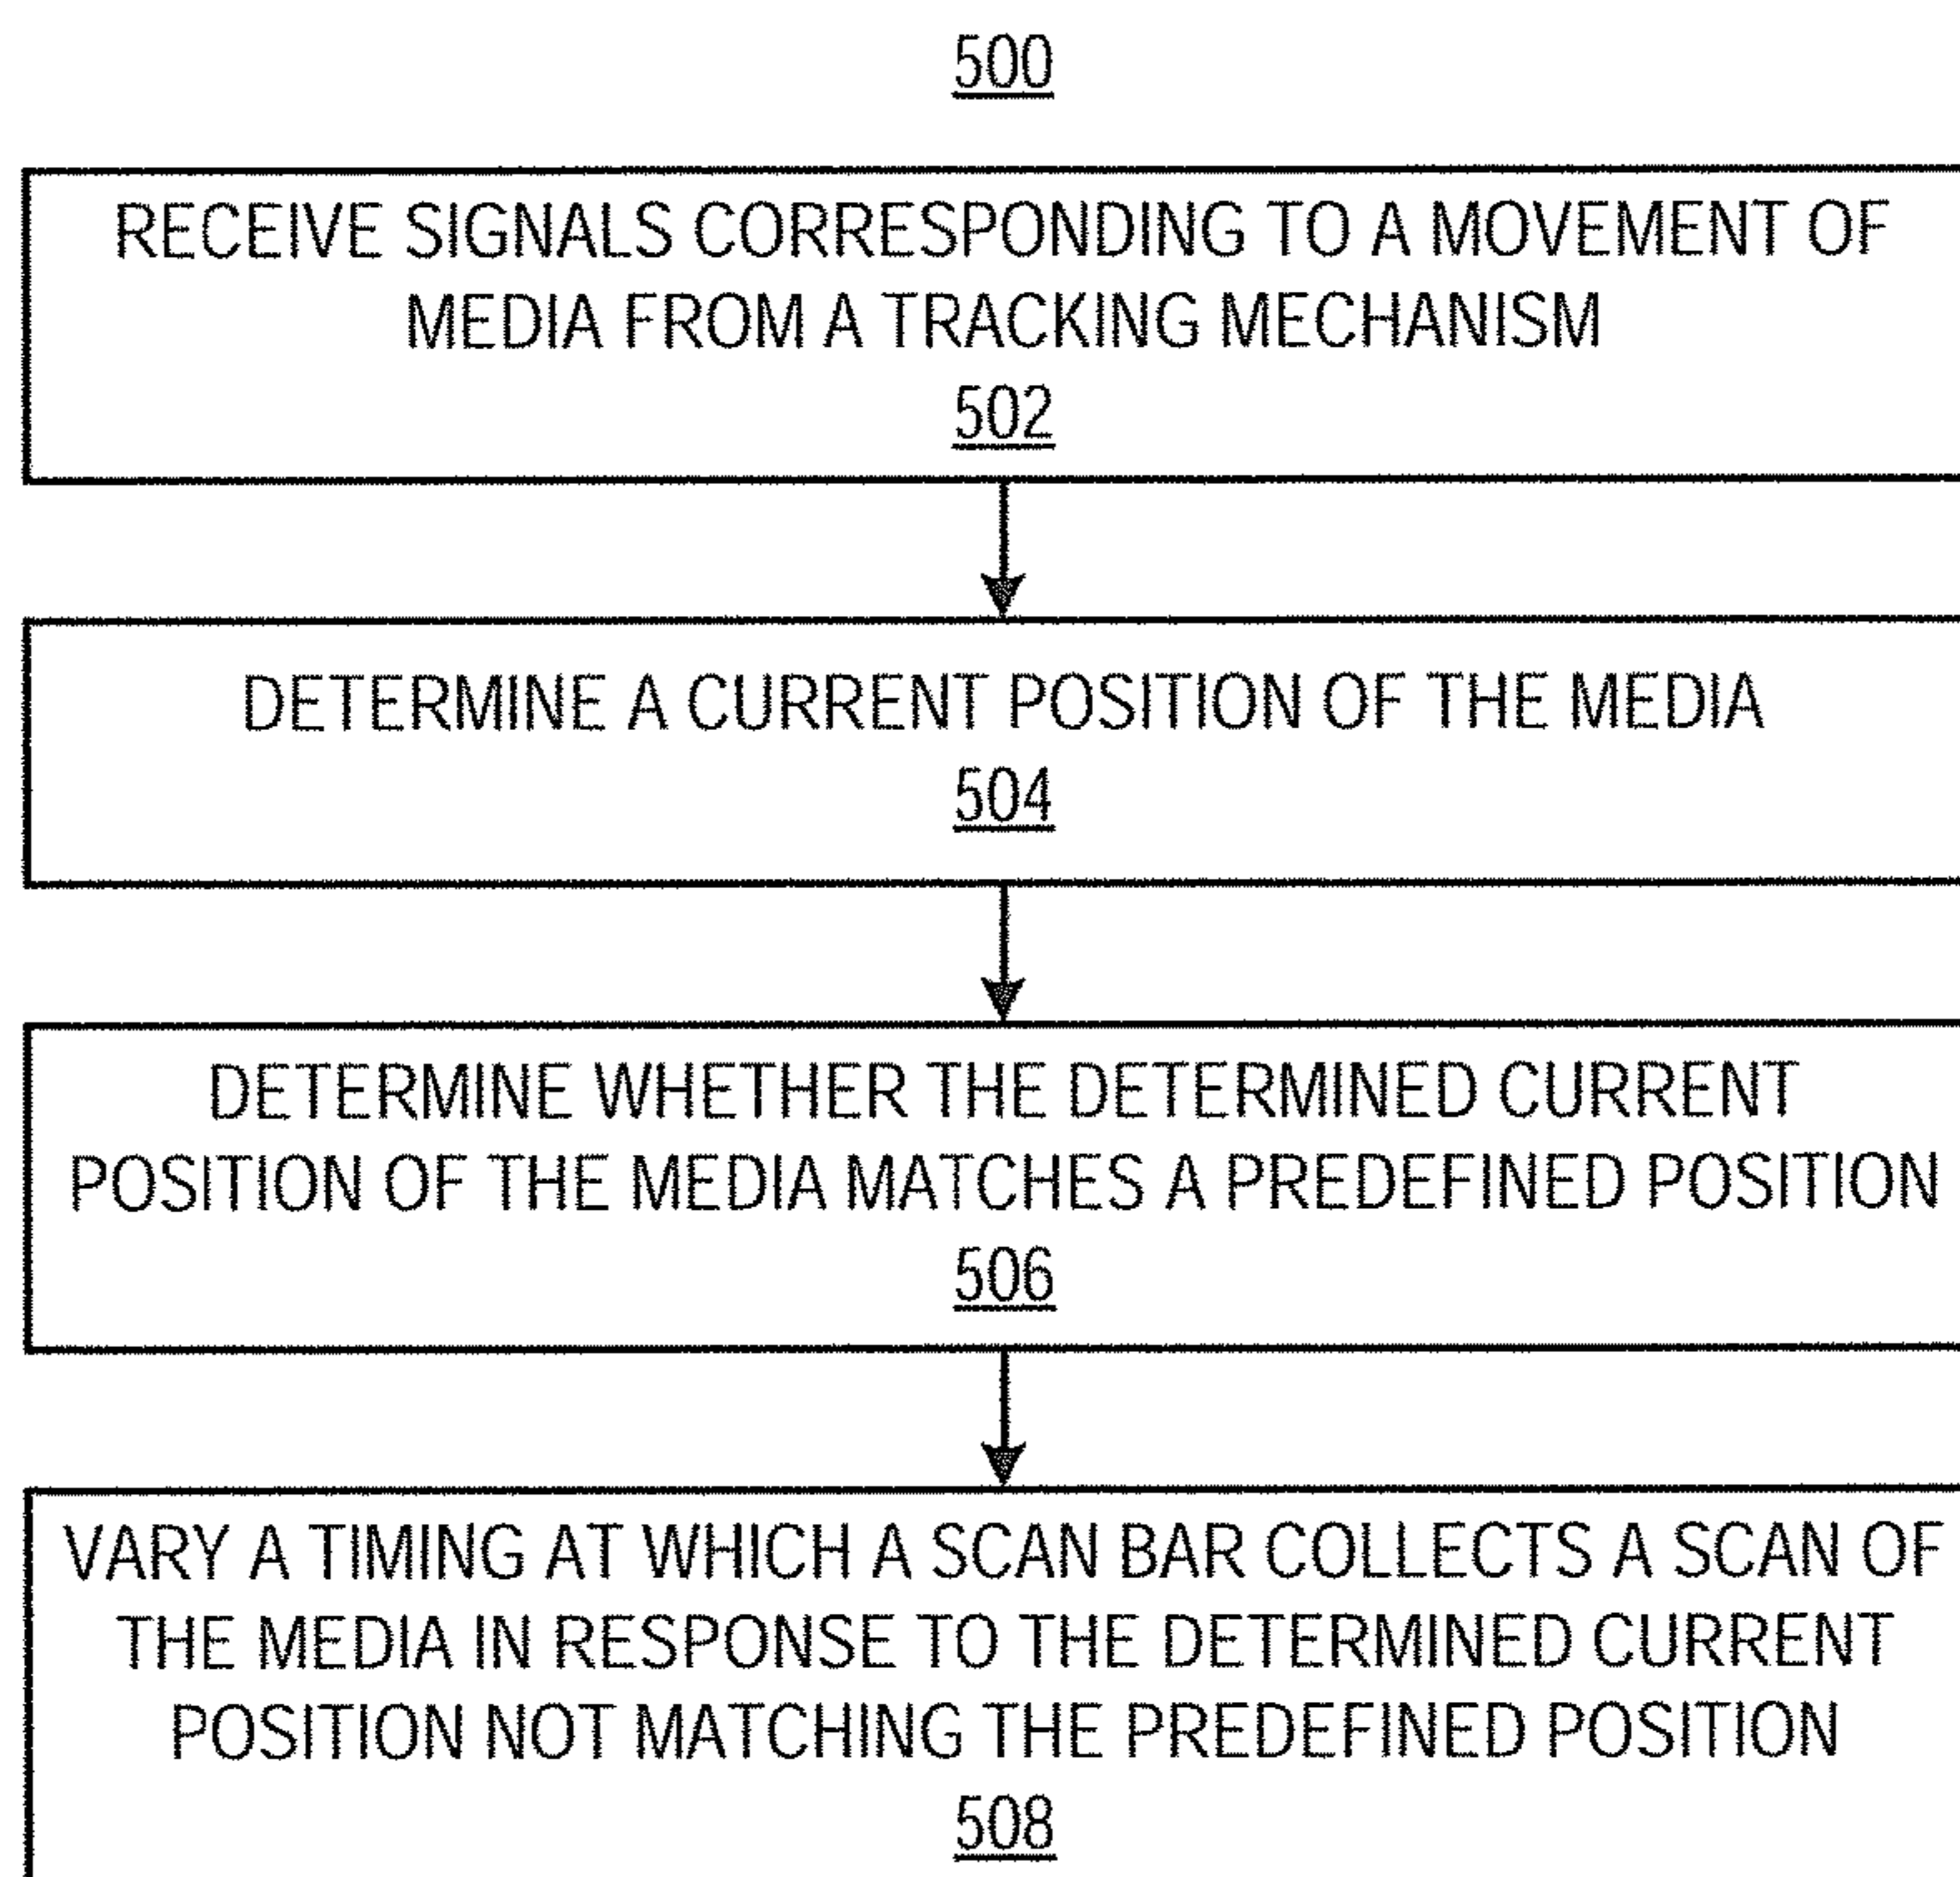 500
RECEIVE SIGNALS CORRESPONDING TO A MOVEMENT OF
MEDIA FROM A TRACKING MECHANISM
502
DETERMINE A CURRENT POSITION OF THE MEDIA
504
DETERMINE WHETHER THE DETERMINED CURRENT
POSITION OF THE MEDIA MATCHES A PREDEFINED POSITION
506
VARY A TIMING AT WHICH A SCAN BAR COLLECTS A SCAN OF
THE MEDIA IN RESPONSE TO THE DETERMINED CURRENT
POSITION NOT MATCHING THE PREDEFINED POSITION
508